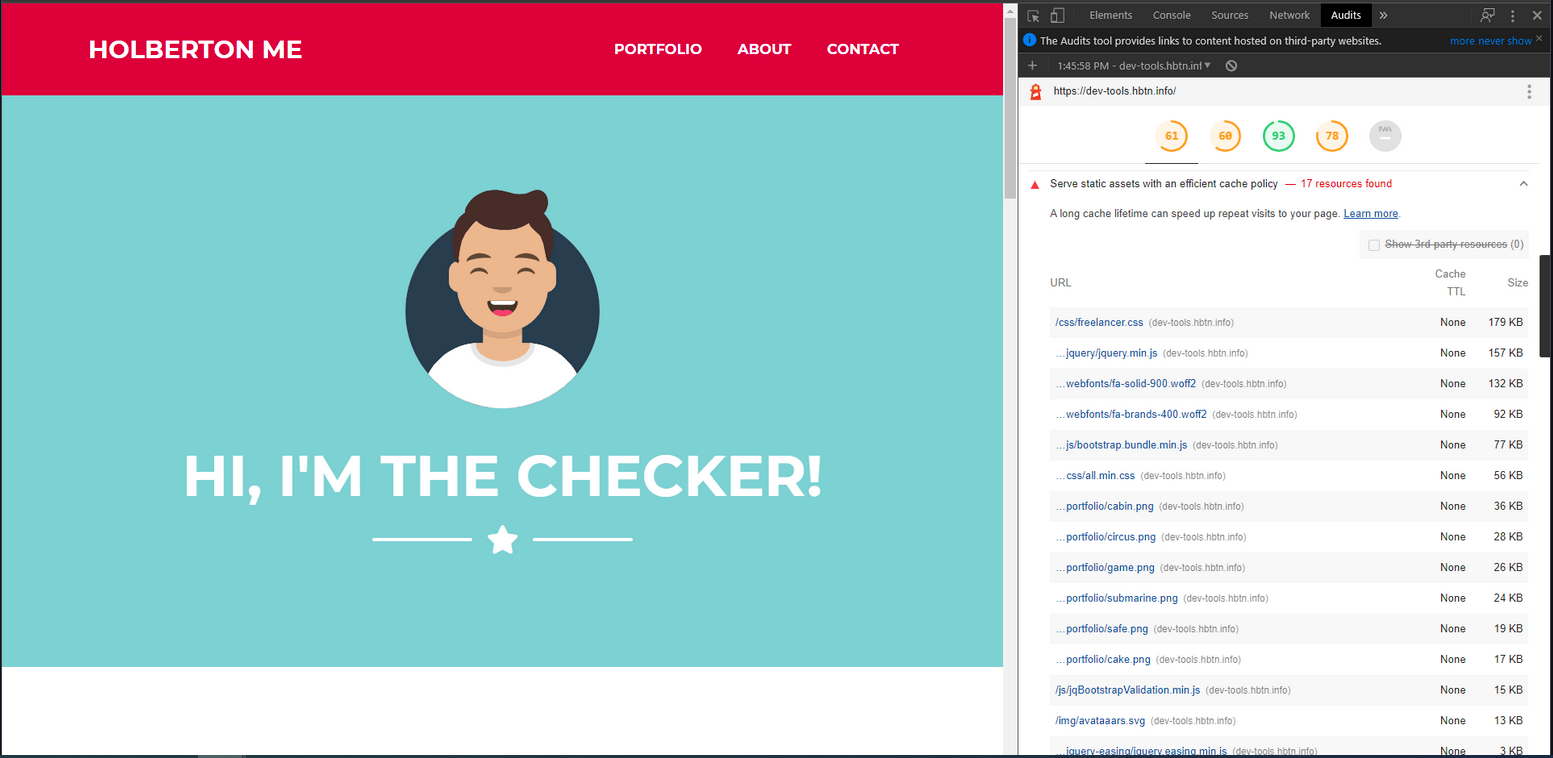 HOLBERTON ME
PORTFOLIO ABOUT CONTACT
HI, I'M THE CHECKER!
Elements Console Sources Network Audits »
The Audits tool provides links to content hosted on third-party websites. more never show
1:45:58 PM - dev-tools.hbtn.inf
https://dev-tools.hbtn.info/
61 60 93 78 PWA
Serve static assets with an efficient cache policy — 17 resources found
A long cache lifetime can speed up repeat visits to your page. Learn more.
Show 3rd-party resources (0)
URL Cache TTL Size
/css/freelancer.css (dev-tools.hbtn.info) None 179 KB
…jquery/jquery.min.js (dev-tools.hbtn.info) None 157 KB
…webfonts/fa-solid-900.woff2 (dev-tools.hbtn.info) None 132 KB
…webfonts/fa-brands-400.woff2 (dev-tools.hbtn.info) None 92 KB
…js/bootstrap.bundle.min.js (dev-tools.hbtn.info) None 77 KB
…css/all.min.css (dev-tools.hbtn.info) None 56 KB
…portfolio/cabin.png (dev-tools.hbtn.info) None 36 KB
…portfolio/circus.png (dev-tools.hbtn.info) None 28 KB
…portfolio/game.png (dev-tools.hbtn.info) None 26 KB
…portfolio/submarine.png (dev-tools.hbtn.info) None 24 KB
…portfolio/safe.png (dev-tools.hbtn.info) None 19 KB
…portfolio/cake.png (dev-tools.hbtn.info) None 17 KB
/js/jqBootstrapValidation.min.js (dev-tools.hbtn.info) None 15 KB
/img/avataaars.svg (dev-tools.hbtn.info) None 13 KB
…jquery-easing/jquery.easing.min.js (dev-tools.hbtn.info) None 3 KB